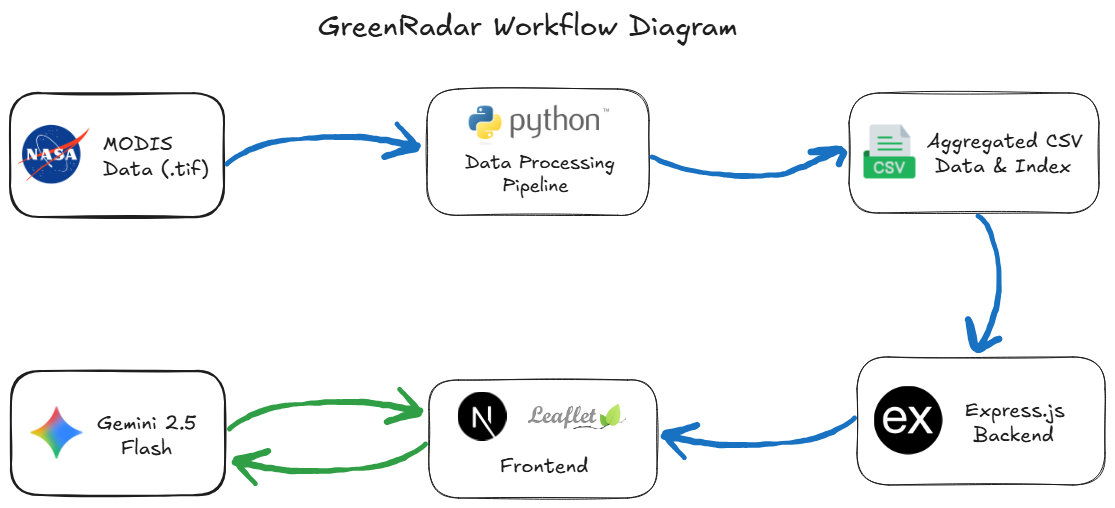 GreenRadar Workflow Diagram
NASA
MODIS
Data (.tif)
python™
Data Processing
Pipeline
CSV
Aggregated CSV
Data & Index
Gemini 2.5
Flash
N
Leaflet
Frontend
ex
Express.js
Backend